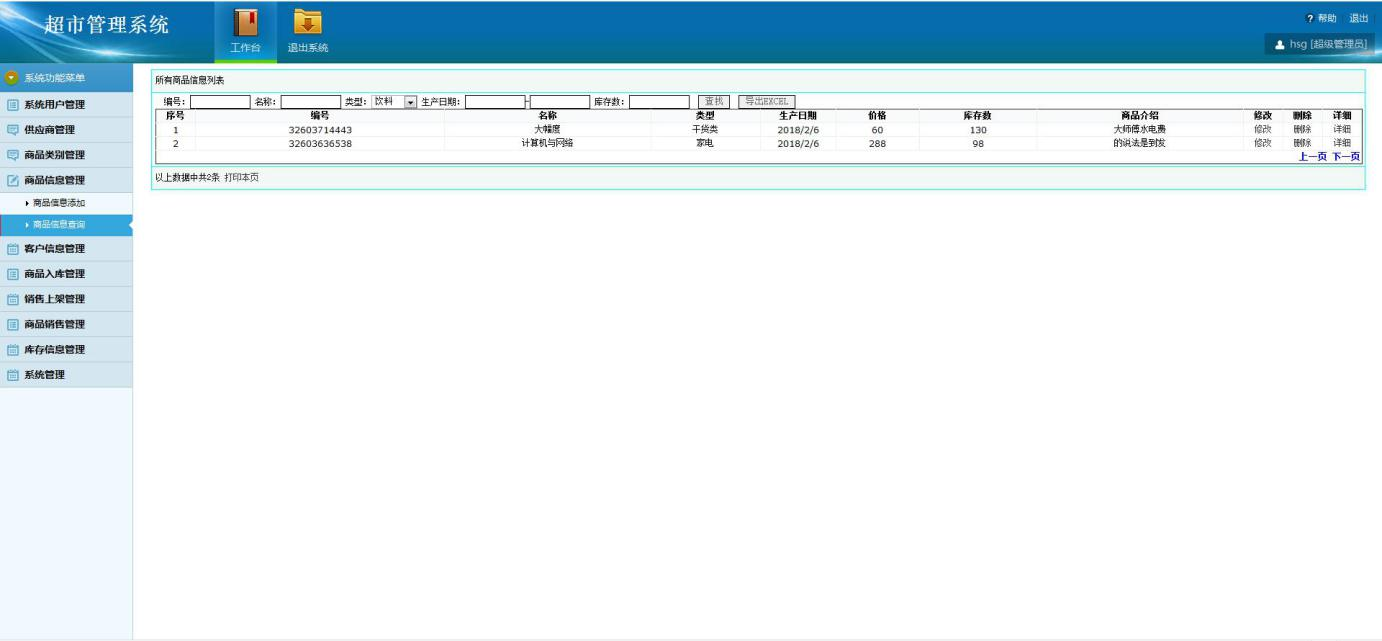 超市管理系统
工作台
退出系统
? 帮助 退出
hsg [超级管理员]
系统功能菜单
系统用户管理
供应商管理
商品类别管理
商品信息管理
商品信息添加
商品信息查询
客户信息管理
商品入库管理
销售上架管理
商品销售管理
库存信息管理
系统管理
所有商品信息列表
编号: 名称: 类型: 饮料 生产日期: - 库存数: 查找 导出EXCEL
序号 编号 名称 类型 生产日期 价格 库存数 商品介绍 修改 删除 详细
1 32603714443 大幅度 干货类 2018/2/6 60 130 大师傅水电费 修改 删除 详细
2 32603636538 计算机与网络 家电 2018/2/6 288 98 的说法是到发 修改 删除 详细
上一页 下一页
以上数据中共2条 打印本页